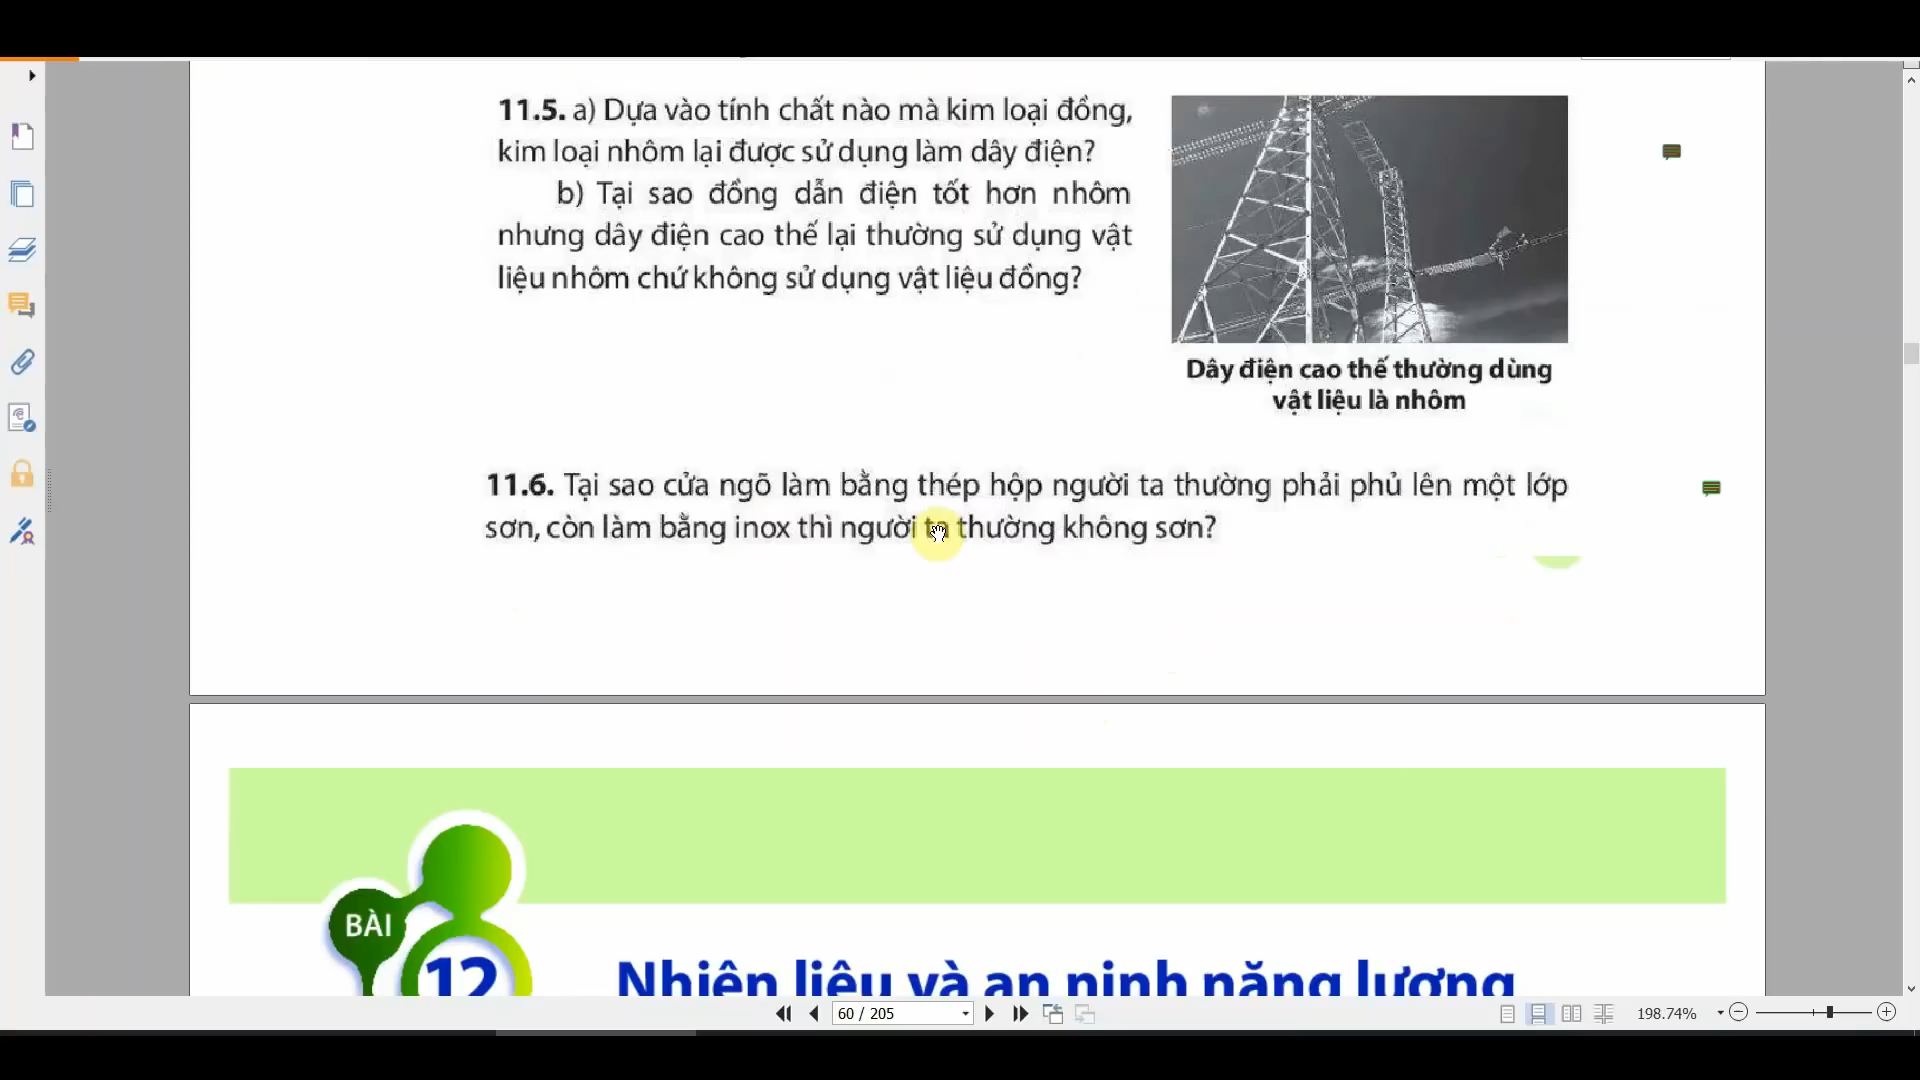 11.5. a) Dựa vào tính chất nào mà kim loại đồng,
kim loại nhôm lại được sử dụng làm dây điện?
b) Tại sao đồng dẫn điện tốt hơn nhôm
nhưng dây điện cao thế lại thường sử dụng vật
liệu nhôm chứ không sử dụng vật liệu đồng?
Dây điện cao thế thường dùng
vật liệu là nhôm
11.6. Tại sao cửa ngõ làm bằng thép hộp người ta thường phải phủ lên một lớp
sơn, còn làm bằng inox thì người ta thường không sơn?
BÀI
12
Nhiên liệu và an ninh năng lượng
60 / 205
198.74%